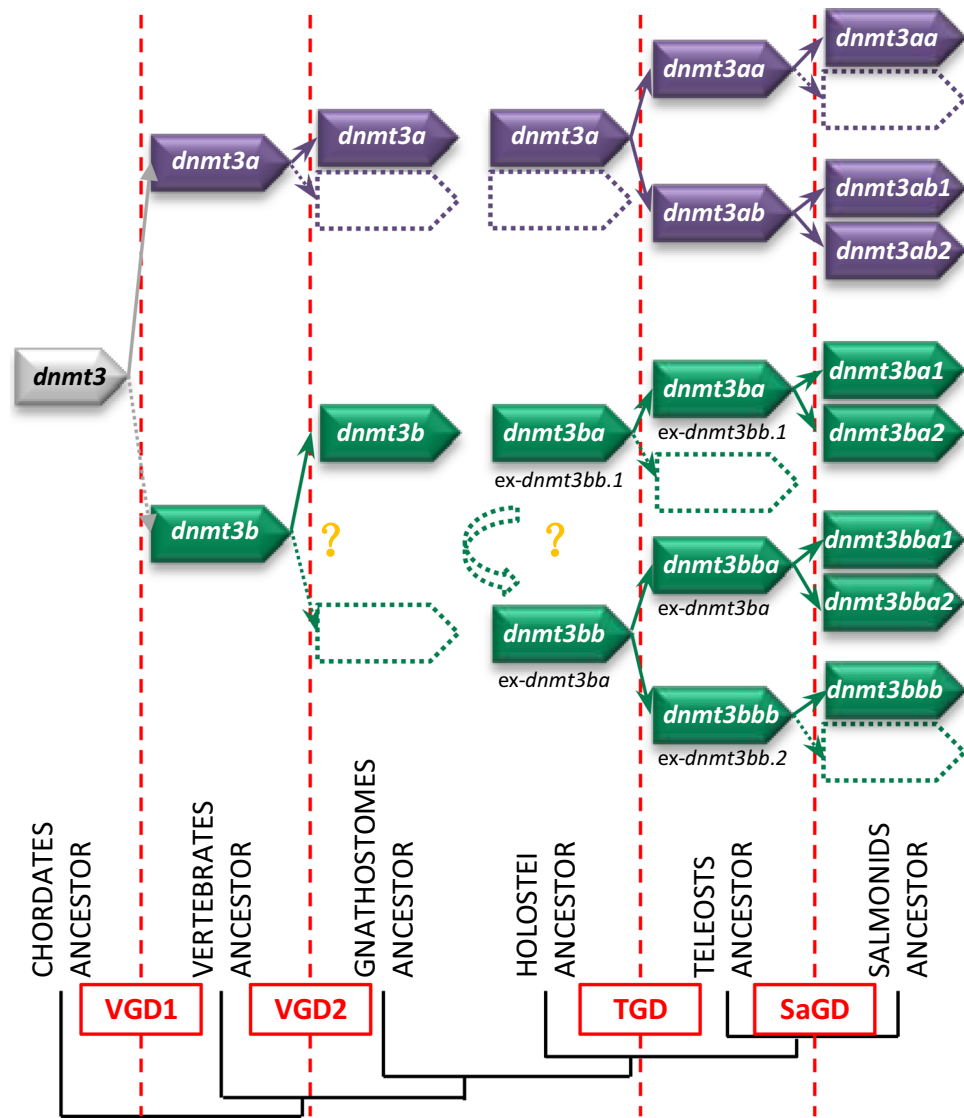 dnmt3aa
dnmt3aa
dnmt3a
dnmt3a
dnmt3a
dnmt3ab1
dnmt3ab
dnmt3ab2
dnmt3
dnmt3ba1
dnmt3ba
dnmt3b
dnmt3ba
ex-dnmt3bb.1
dnmt3ba2
ex-dnmt3bb.1
dnmt3b
?
?
dnmt3bba1
dnmt3bba
dnmt3bba2
ex-dnmt3ba
dnmt3bb
ex-dnmt3ba
dnmt3bbb
dnmt3bbb
ex-dnmt3bb.2
CHORDATES
ANCESTOR
VERTEBRATES
ANCESTOR
GNATHOSTOMES
ANCESTOR
HOLOSTEI
ANCESTOR
TELEOSTS
ANCESTOR
SALMONIDS
ANCESTOR
VGD1
VGD2
TGD
SaGD